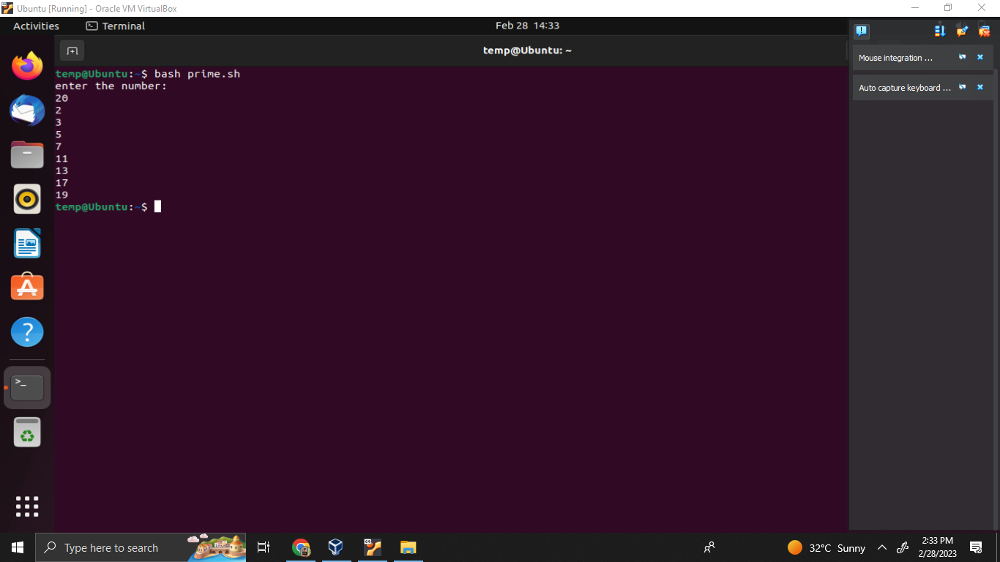 Ubuntu [Running] - Oracle VM VirtualBox
Activities
Terminal
Feb 28 14:33
temp@Ubuntu: ~
Mouse integration ...
Auto capture keyboard ...
temp@Ubuntu:~$ bash prime.sh
enter the number:
20
2
3
5
7
11
13
17
19
temp@Ubuntu:~$
Type here to search
32°C Sunny
2:33 PM
2/28/2023